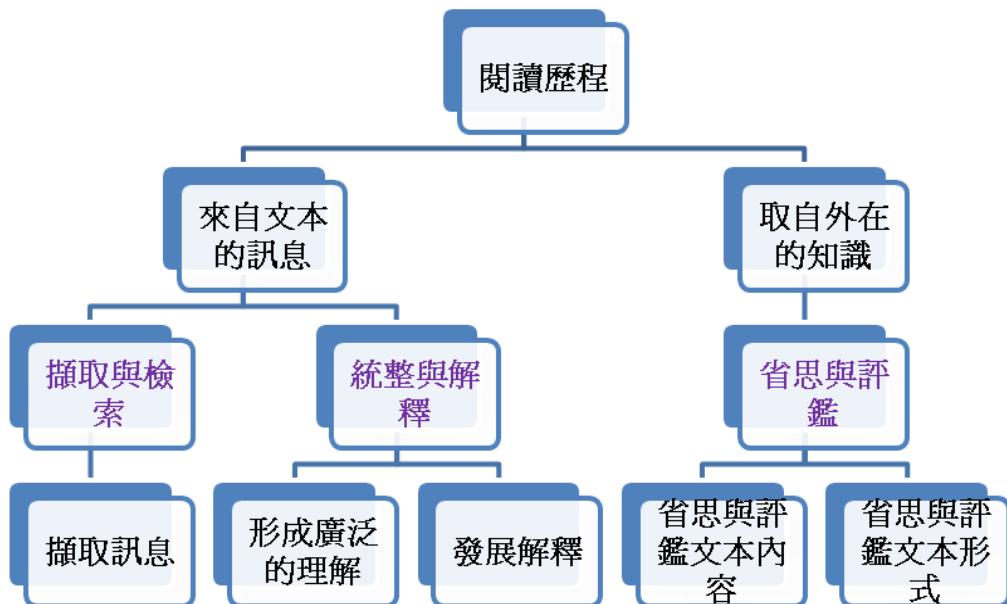 閱讀歷程
來自文本
的訊息
取自外在
的知識
擷取與檢
索
統整與解
釋
省思與評
鑑
擷取訊息
形成廣泛
的理解
發展解釋
省思與評
鑑文本內
容
省思與評
鑑文本形
式